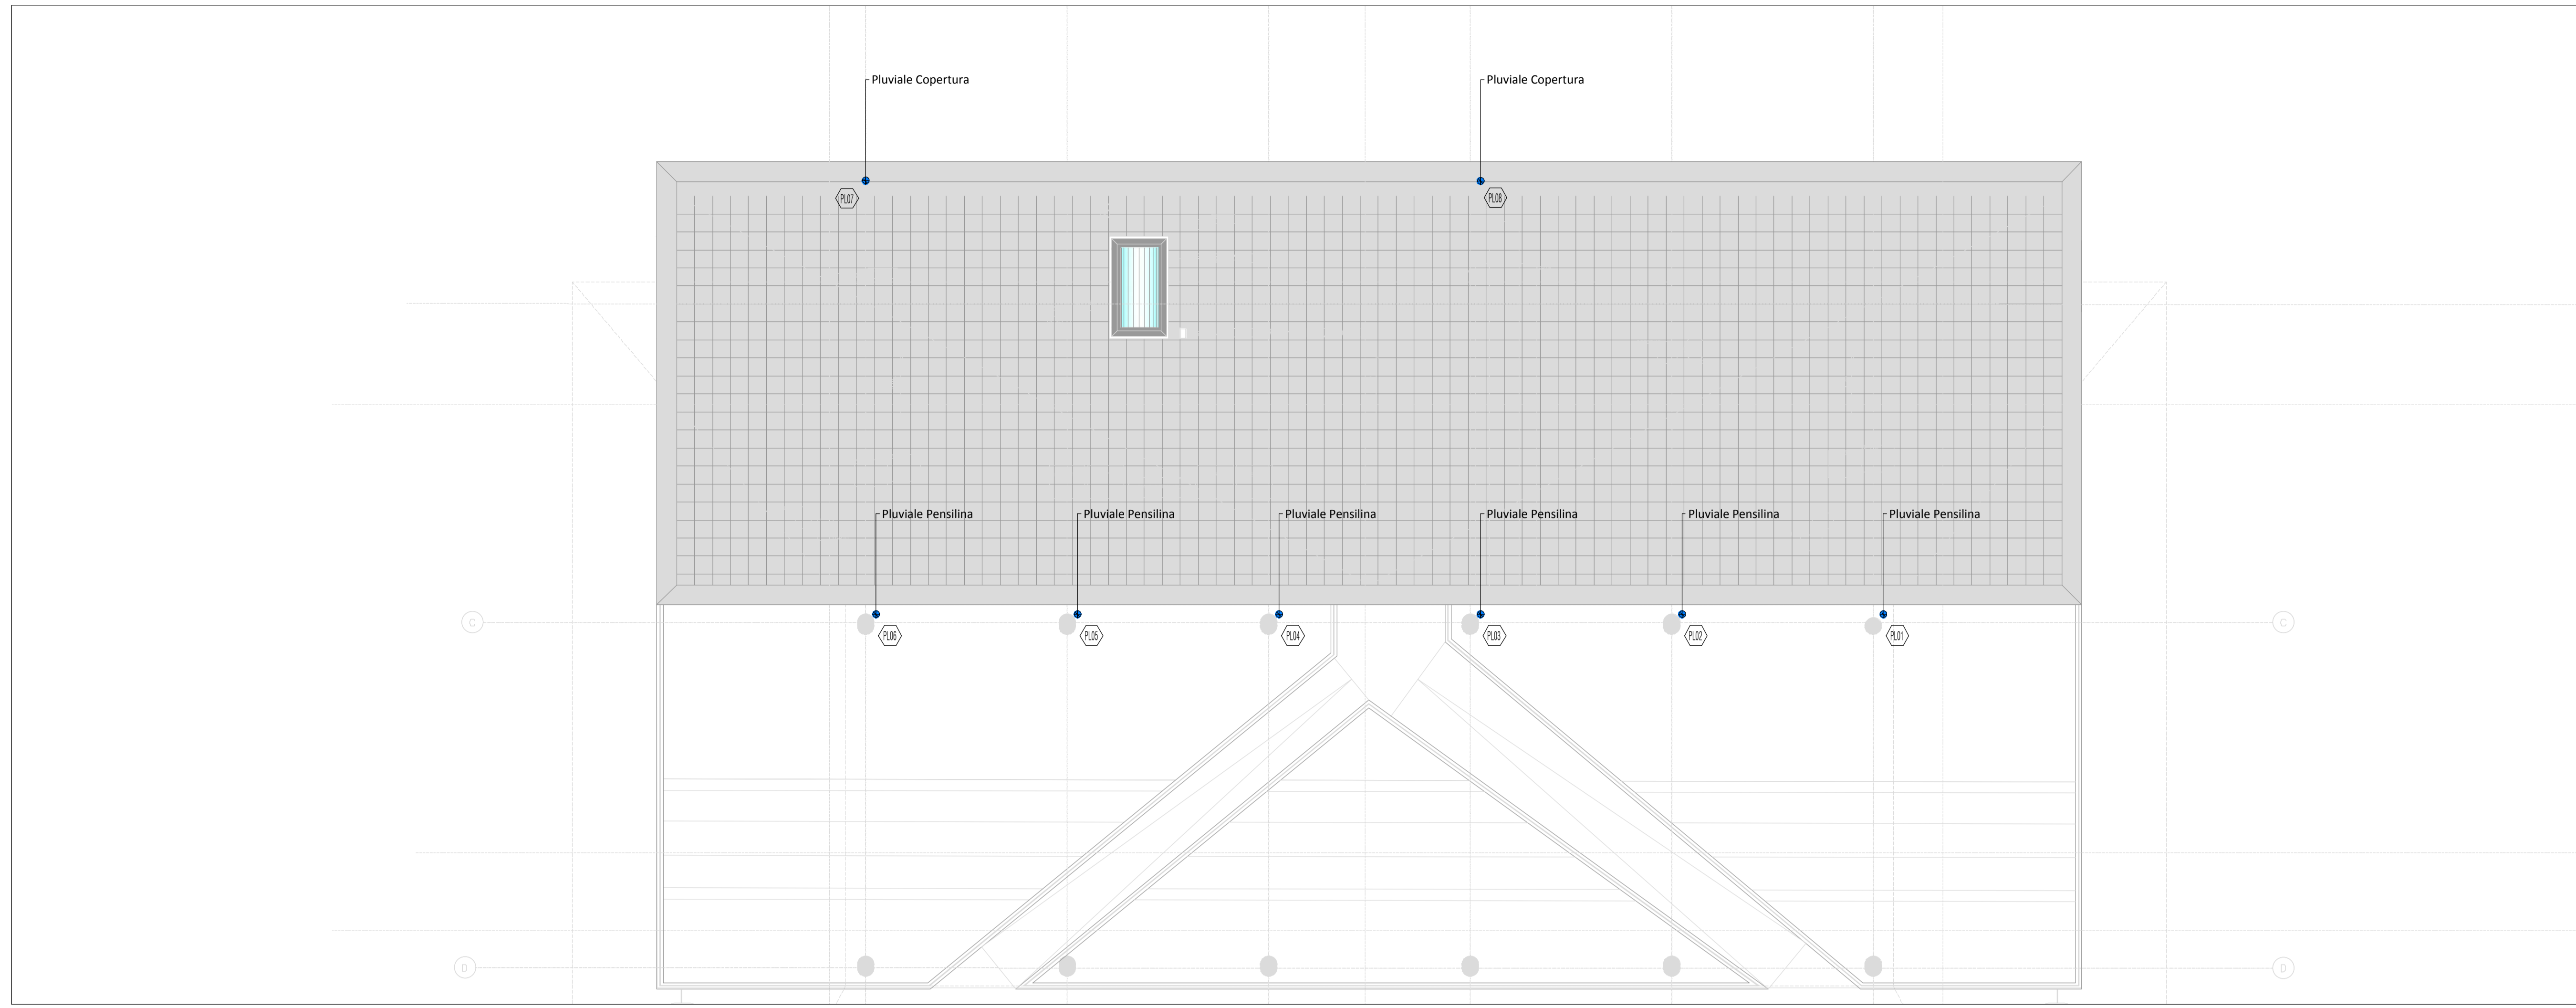 Pluviale Copertura
Pluviale Copertura
PL07
PL08
Pluviale Pensilina
Pluviale Pensilina
Pluviale Pensilina
Pluviale Pensilina
Pluviale Pensilina
Pluviale Pensilina
C
C
PL06
PL05
PL04
PL03
PL02
PL01
D
D